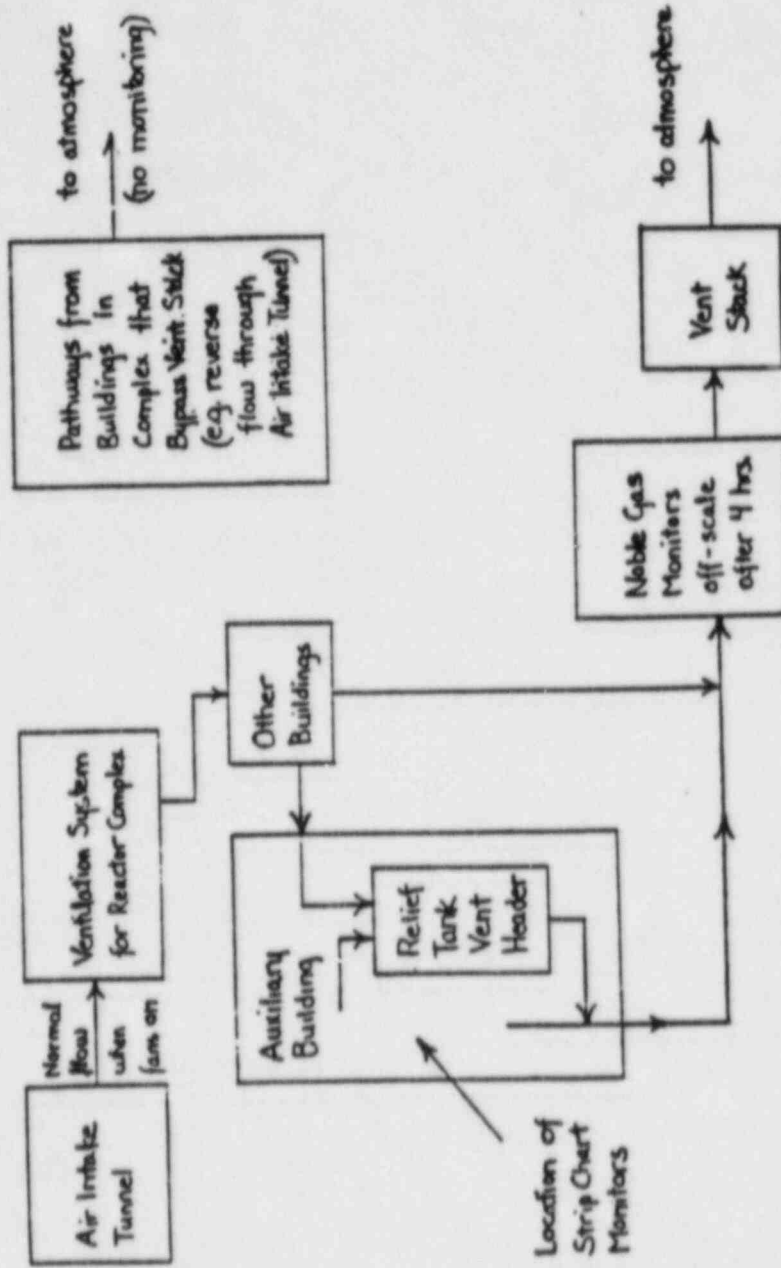 Air Intake
Tunnel
Normal
flow
when
fans on
Ventilation System
for Reactor Complex
Pathways from
Buildings in
Complex that
Bypass Vent. Stack
(e.g. reverse
flow through
Air Intake Tunnel)
to atmosphere
(no monitoring)
Other
Buildings
Auxiliary
Building
Relief
Tank
Vent
Header
Location of
Strip Chart
Monitors
Noble Gas
Monitors
off-scale
after 4 hrs.
Vent
Stack
to atmosphere